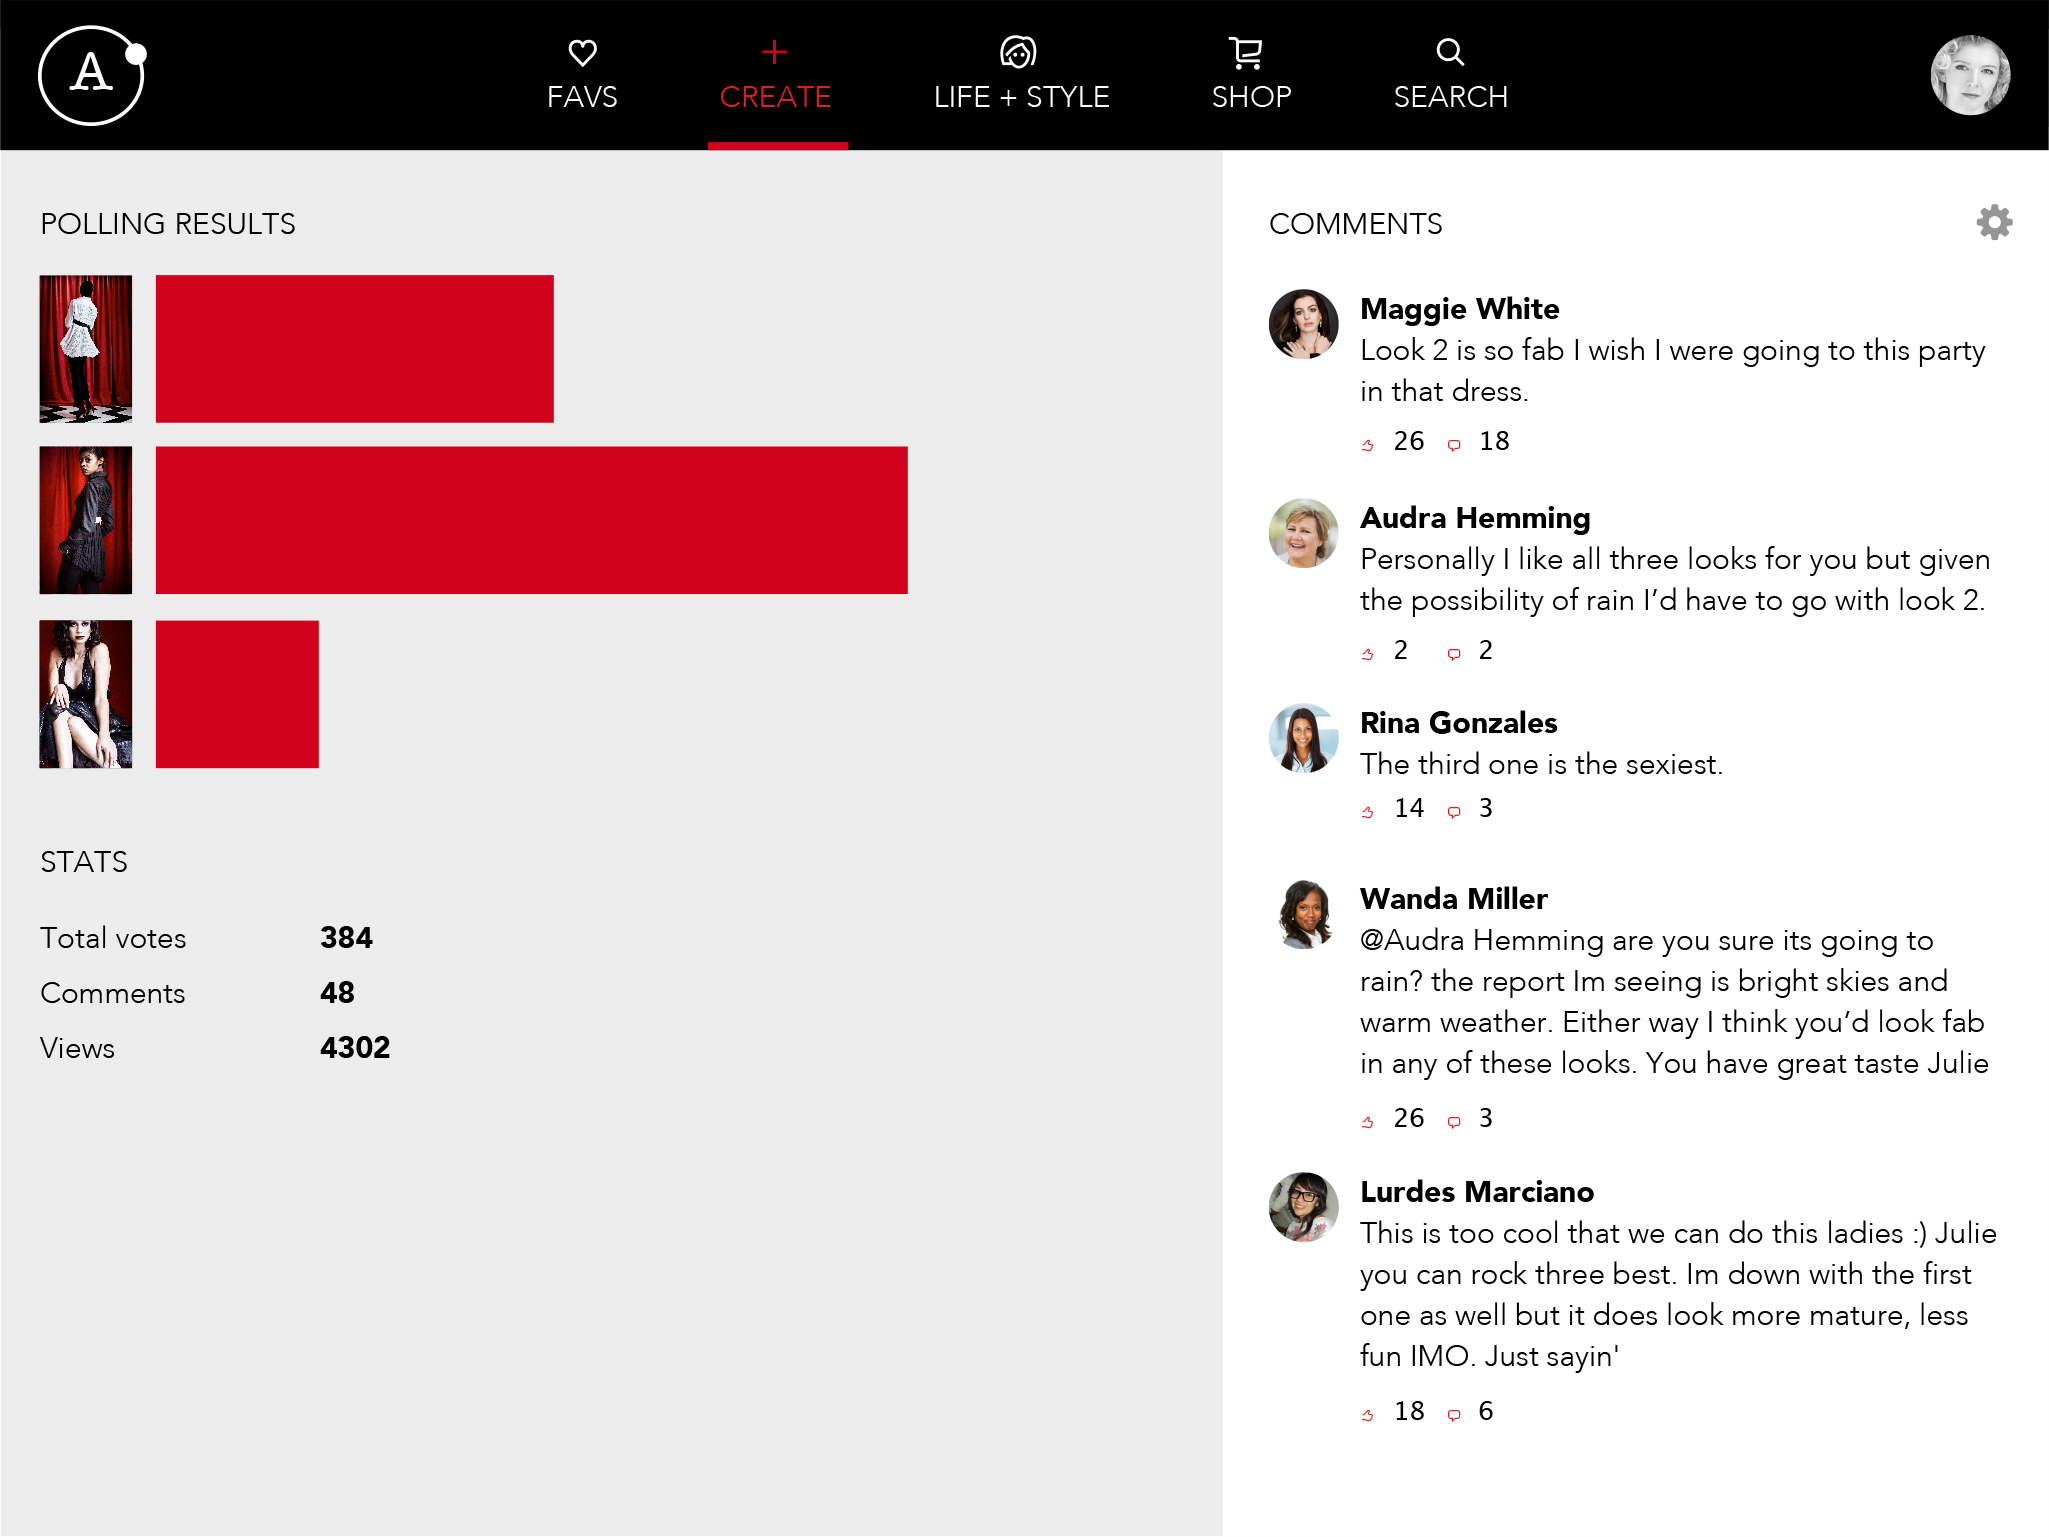 A
FAVS
CREATE
LIFE + STYLE
SHOP
SEARCH
POLLING RESULTS
STATS
Total votes 384
Comments 48
Views 4302
COMMENTS
Maggie White
Look 2 is so fab I wish I were going to this party
in that dress.
26 18
Audra Hemming
Personally I like all three looks for you but given
the possibility of rain I’d have to go with look 2.
2 2
Rina Gonzales
The third one is the sexiest.
14 3
Wanda Miller
@Audra Hemming are you sure its going to
rain? the report Im seeing is bright skies and
warm weather. Either way I think you’d look fab
in any of these looks. You have great taste Julie
26 3
Lurdes Marciano
This is too cool that we can do this ladies :) Julie
you can rock three best. Im down with the first
one as well but it does look more mature, less
fun IMO. Just sayin'
18 6